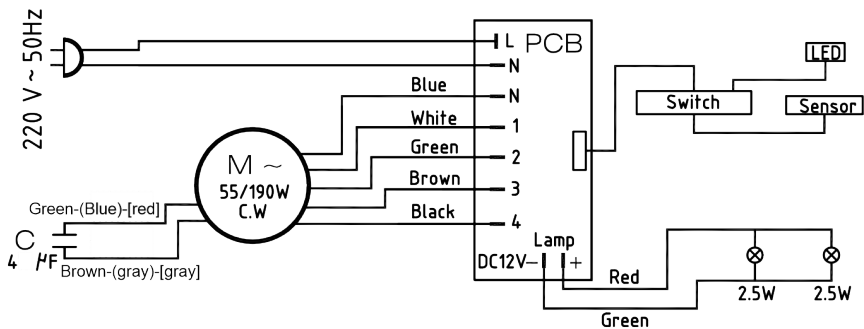 220 V ~ 50Hz
L PCB
N
Blue
N
White
1
Green
2
Brown
3
Black
4
M ~
55/190W
C.W
Green-(Blue)-[red]
C
4 µF
Brown-(gray)-[gray]
Lamp
DC12V- +
Red
Green
LED
Switch
Sensor
2.5W
2.5W